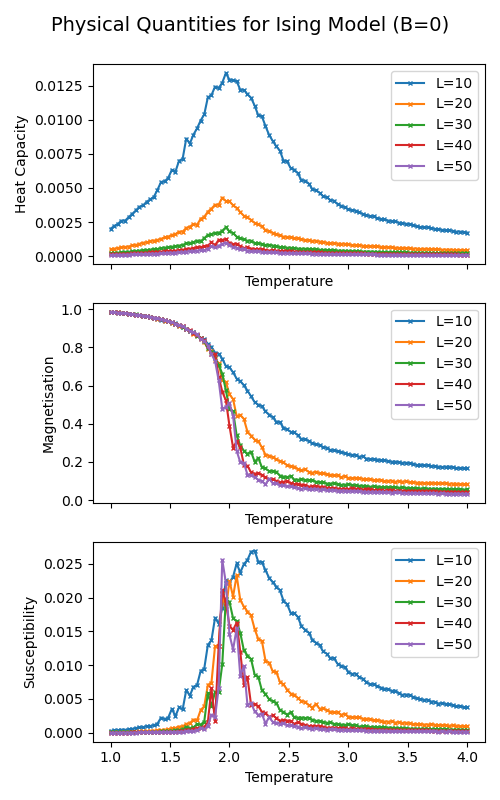 Physical Quantities for Ising Model (B=0)
Heat Capacity
0.0125
0.0100
0.0075
0.0050
0.0025
0.0000
L=10
L=20
L=30
L=40
L=50
Temperature
Magnetisation
1.0
0.8
0.6
0.4
0.2
0.0
L=10
L=20
L=30
L=40
L=50
Temperature
Susceptibility
0.025
0.020
0.015
0.010
0.005
0.000
L=10
L=20
L=30
L=40
L=50
1.0 1.5 2.0 2.5 3.0 3.5 4.0
Temperature